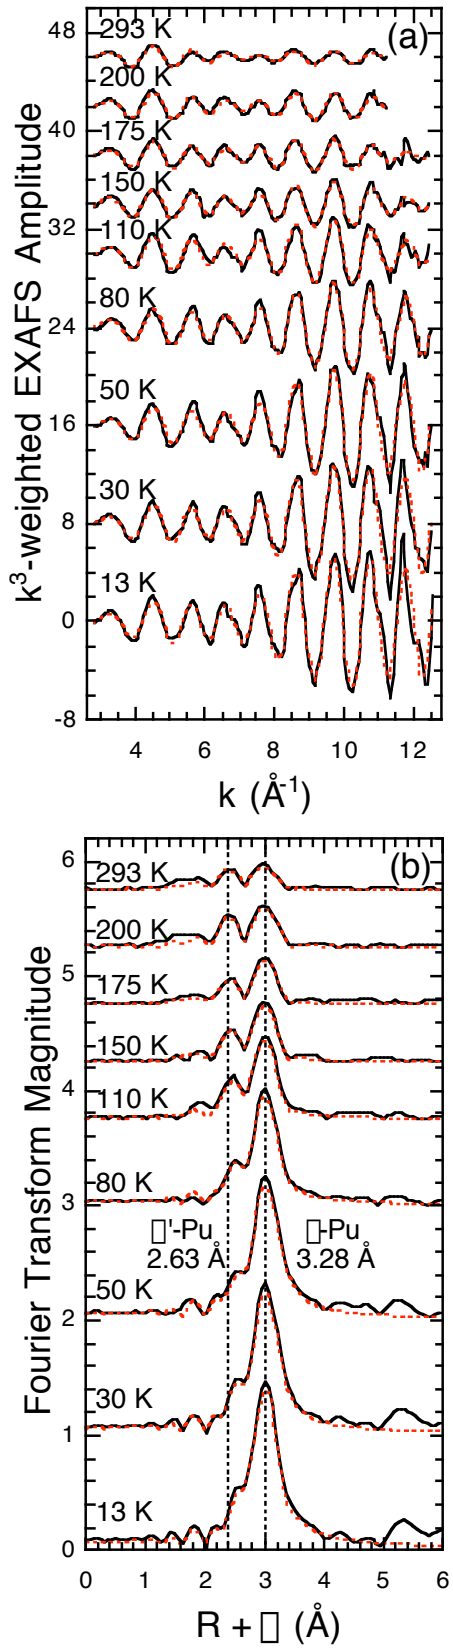 (a)
48
40
32
24
16
8
0
-8
293 K
200 K
175 K
150 K
110 K
80 K
50 K
30 K
13 K
k³-weighted EXAFS Amplitude
4 6 8 10 12
k (Å⁻¹)
(b)
6
5
4
3
2
1
0
293 K
200 K
175 K
150 K
110 K
80 K
□'-Pu □-Pu
2.63 Å 3.28 Å
50 K
30 K
13 K
Fourier Transform Magnitude
0 1 2 3 4 5 6
R + □ (Å)